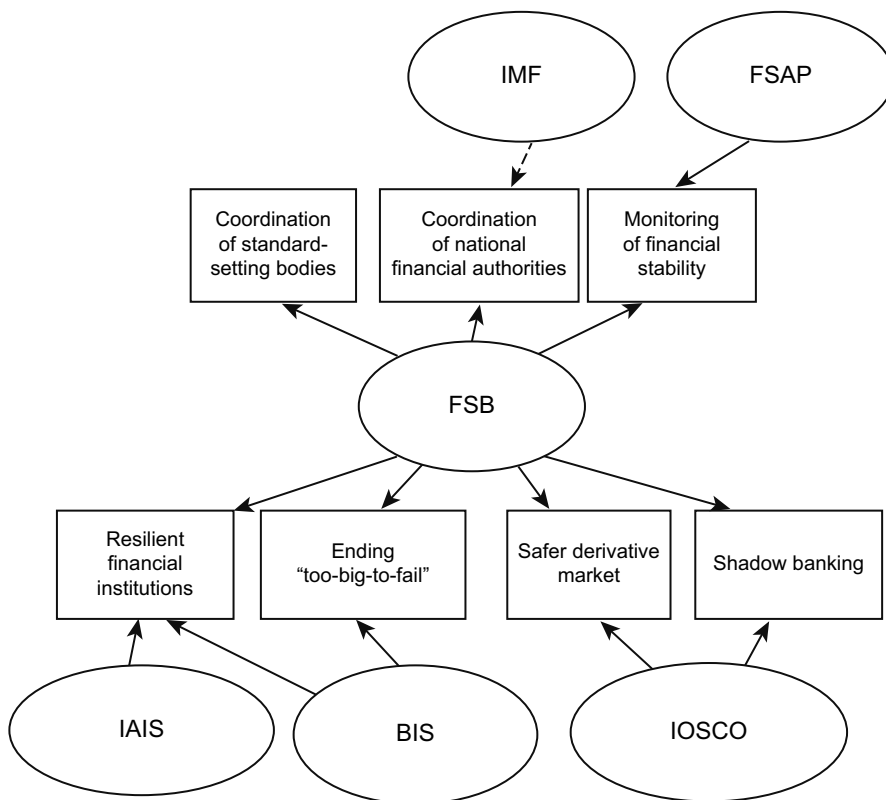 IMF
FSAP
Coordination
of standard-
setting bodies
Coordination
of national
financial authorities
Monitoring
of financial
stability
FSB
Resilient
financial
institutions
Ending
“too-big-to-fail”
Safer derivative
market
Shadow banking
IAIS
BIS
IOSCO